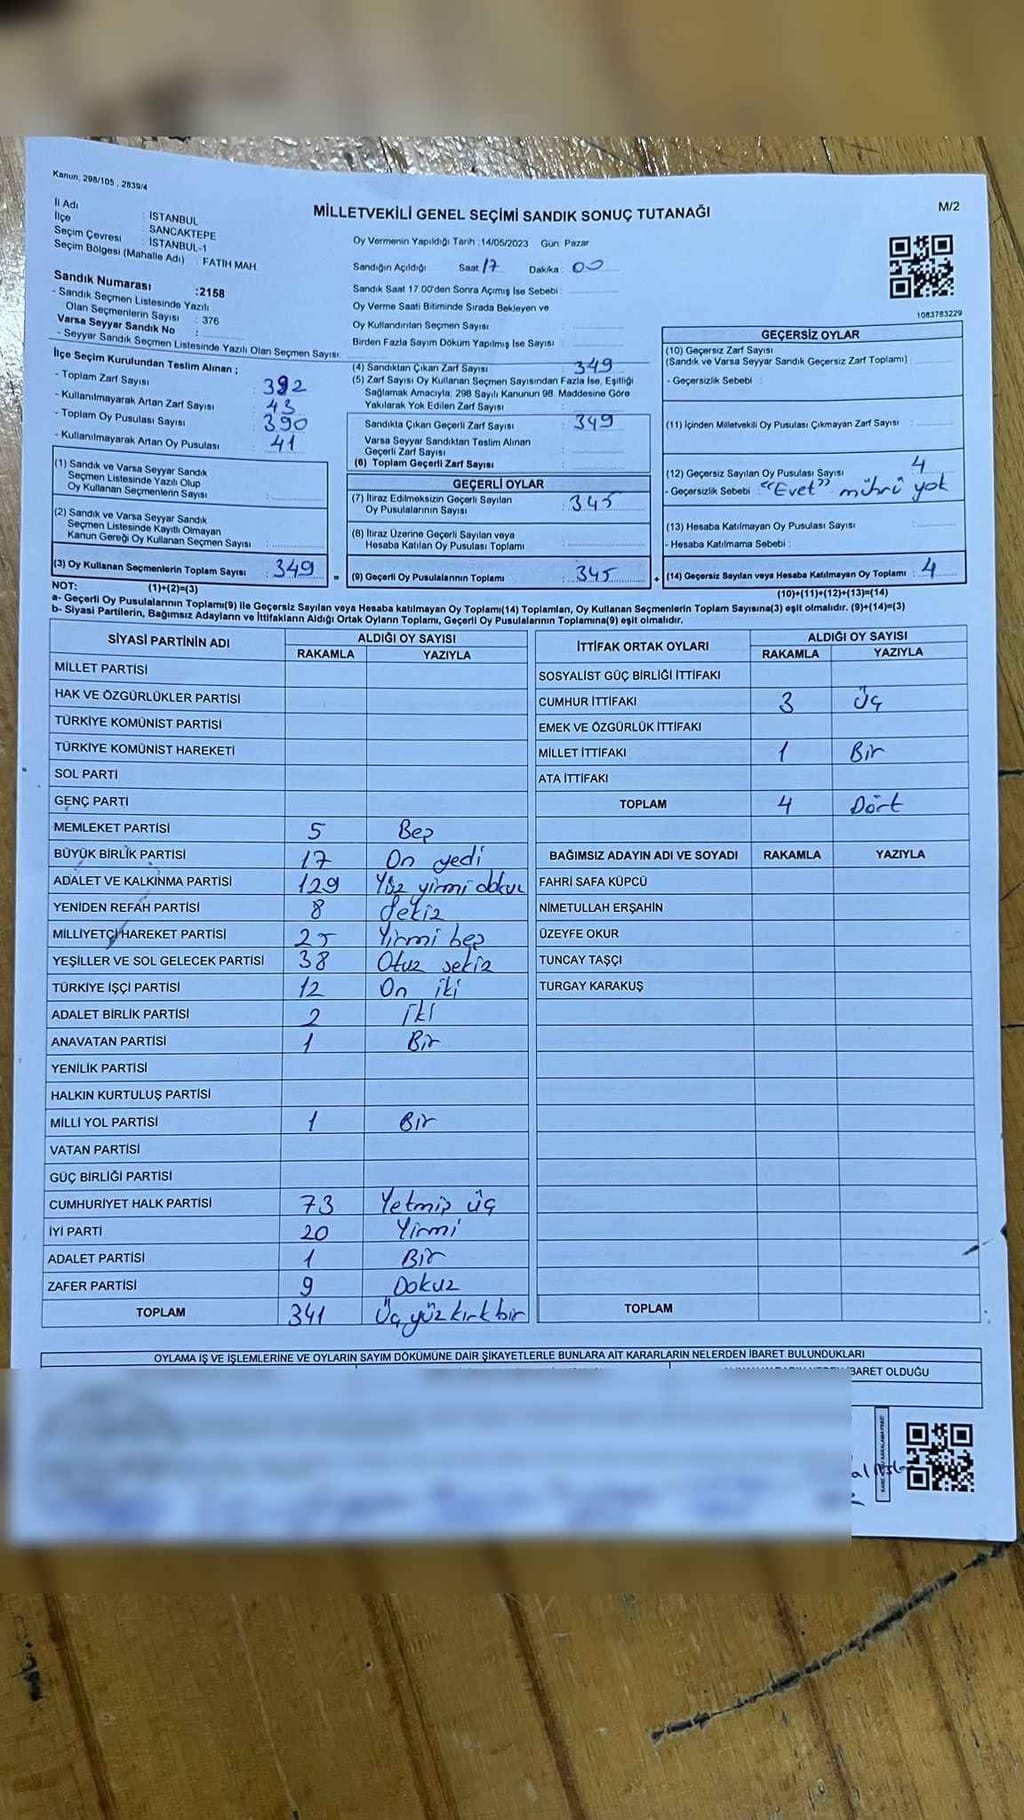 Kanun: 298/105 , 2839/4
MİLLETVEKİLİ GENEL SEÇİMİ SANDIK SONUÇ TUTANAĞI
M/2
İl Adı İSTANBUL
İlçe SANCAKTEPE
Seçim Çevresi : İSTANBUL-1
Seçim Bölgesi (Mahalle Adı) : FATİH MAH.
Sandık Numarası :2158
- Sandık Seçmen Listesinde Yazılı
Olan Seçmenlerin Sayısı : 376
Varsa Seyyar Sandık No :
- Seyyar Sandık Seçmen Listesinde Yazılı Olan Seçmen Sayısı:
Oy Vermenin Yapıldığı Tarih :14/05/2023 Gün Pazar
Sandığın Açıldığı Saat 17 Dakika : 00
Sandık Saat 17.00'den Sonra Açımış İse Sebebi :
Oy Verme Saati Bitiminde Sırada Bekleyen ve
Oy Kullandırılan Seçmen Sayısı :
Birden Fazla Sayım Döküm Yapılmış İse Sayısı :
1083783229
İlçe Seçim Kurulundan Teslim Alınan ;
- Toplam Zarf Sayısı : 392
- Kullanılmayarak Artan Zarf Sayısı : 43
- Toplam Oy Pusulası Sayısı : 390
- Kullanılmayarak Artan Oy Pusulası : 41
(1) Sandık ve Varsa Seyyar Sandık
Seçmen Listesinde Yazılı Olup
Oy Kullanan Seçmenlerin Sayısı :
(2) Sandık ve Varsa Seyyar Sandık
Seçmen Listesinde Kayıtlı Olmayan
Kanun Gereği Oy Kullanan Seçmen Sayısı :
(3) Oy Kullanan Seçmenlerin Toplam Sayısı : 349 =
(4) Sandıktan Çıkan Zarf Sayısı : 349
(5) Zarf Sayısı Oy Kullanan Seçmen Sayısından Fazla İse, Eşitliği
Sağlamak Amacıyla, 298 Sayılı Kanunun 98. Maddesine Göre
Yakılarak Yok Edilen Zarf Sayısı :
Sandıkta Çıkan Geçerli Zarf Sayısı : 349
Varsa Seyyar Sandıktan Teslim Alınan
Geçerli Zarf Sayısı :
(6) Toplam Geçerli Zarf Sayısı :
GEÇERLİ OYLAR
(7) İtiraz Edilmeksizin Geçerli Sayılan
Oy Pusulalarının Sayısı : 345
(8) İtiraz Üzerine Geçerli Sayılan veya
Hesaba Katılan Oy Pusulası Toplamı :
(9) Geçerli Oy Pusulalarının Toplamı : 345 +
GEÇERSİZ OYLAR
(10) Geçersiz Zarf Sayısı
(Sandık ve Varsa Seyyar Sandık Geçersiz Zarf Toplamı) :
- Geçersizlik Sebebi :
(11) İçinden Milletvekili Oy Pusulası Çıkmayan Zarf Sayısı :
(12) Geçersiz Sayılan Oy Pusulası Sayısı : 4
- Geçersizlik Sebebi : "Evet" mührü yok
(13) Hesaba Katılmayan Oy Pusulası Sayısı :
- Hesaba Katılmama Sebebi :
(14) Geçersiz Sayılan veya Hesaba Katılmayan Oy Toplamı : 4
NOT: (1)+(2)=(3) (10)+(11)+(12)+(13)=(14)
a- Geçerli Oy Pusulalarının Toplamı(9) ile Geçersiz Sayılan veya Hesaba katılmayan Oy Toplamı(14) Toplamları, Oy Kullanan Seçmenlerin Toplam Sayısına(3) eşit olmalıdır. (9)+(14)=(3)
b- Siyasi Partilerin, Bağımsız Adayların ve İttifakların Aldığı Ortak Oyların Toplamı, Geçerli Oy Pusulalarının Toplamına(9) eşit olmalıdır.
SİYASİ PARTİNİN ADI ALDIĞI OY SAYISI
RAKAMLA YAZIYLA
MİLLET PARTİSİ
HAK VE ÖZGÜRLÜKLER PARTİSİ
TÜRKİYE KOMÜNİST PARTİSİ
TÜRKİYE KOMÜNİST HAREKETİ
SOL PARTİ
GENÇ PARTİ
MEMLEKET PARTİSİ 5 Beş
BÜYÜK BİRLİK PARTİSİ 17 On yedi
ADALET VE KALKINMA PARTİSİ 129 Yüz yirmi dokuz
YENİDEN REFAH PARTİSİ 8 Sekiz
MİLLİYETÇİ HAREKET PARTİSİ 25 Yirmi beş
YEŞİLLER VE SOL GELECEK PARTİSİ 38 Otuz sekiz
TÜRKİYE İŞÇİ PARTİSİ 12 On iki
ADALET BİRLİK PARTİSİ 2 İki
ANAVATAN PARTİSİ 1 Bir
YENİLİK PARTİSİ
HALKIN KURTULUŞ PARTİSİ
MİLLİ YOL PARTİSİ 1 Bir
VATAN PARTİSİ
GÜÇ BİRLİĞİ PARTİSİ
CUMHURİYET HALK PARTİSİ 73 Yetmiş üç
İYİ PARTİ 20 Yirmi
ADALET PARTİSİ 1 Bir
ZAFER PARTİSİ 9 Dokuz
TOPLAM 341 Üç yüz kırk bir
İTTİFAK ORTAK OYLARI ALDIĞI OY SAYISI
RAKAMLA YAZIYLA
SOSYALİST GÜÇ BİRLİĞİ İTTİFAKI
CUMHUR İTTİFAKI 3 Üç
EMEK VE ÖZGÜRLÜK İTTİFAKI
MİLLET İTTİFAKI 1 Bir
ATA İTTİFAKI
TOPLAM 4 Dört
BAĞIMSIZ ADAYIN ADI VE SOYADI RAKAMLA YAZIYLA
FAHRİ SAFA KÜPCÜ
NİMETULLAH ERŞAHİN
ÜZEYFE OKUR
TUNCAY TAŞÇI
TURGAY KARAKUŞ
TOPLAM
OYLAMA İŞ VE İŞLEMLERİNE VE OYLARIN SAYIM DÖKÜMÜNE DAİR ŞİKAYETLERLE BUNLARA AİT KARARLARIN NELERDEN İBARET BULUNDUKLARI
İBARET OLDUĞU